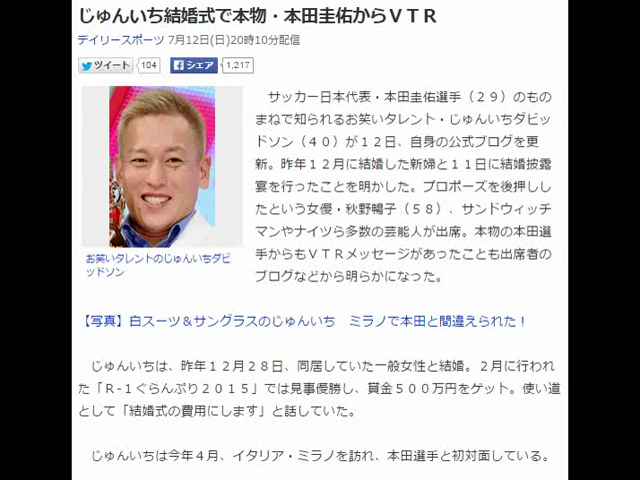 じゅんいち結婚式で本物・本田圭佑からＶＴＲ
デイリースポーツ 7月12日(日)20時10分配信
ツイート 104 シェア 1,217
サッカー日本代表・本田圭佑選手（２９）のもの
まねで知られるお笑いタレント・じゅんいちダビッ
ドソン（４０）が１２日、自身の公式ブログを更
新。昨年１２月に結婚した新婦と１１日に結婚披露
宴を行ったことを明かした。プロポーズを後押しし
たという女優・秋野暢子（５８）、サンドウィッチ
マンやナイツら多数の芸能人が出席。本物の本田選
手からもＶＴＲメッセージがあったことも出席者の
ブログなどから明らかになった。
お笑いタレントのじゅんいちダビ
ッドソン
【写真】白スーツ＆サングラスのじゅんいち　ミラノで本田と間違えられた！
じゅんいちは、昨年１２月２８日、同居していた一般女性と結婚。２月に行われ
た「Ｒ-１ぐらんぷり２０１５」では見事優勝し、賞金５００万円をゲット。使い道
として「結婚式の費用にします」と話していた。
じゅんいちは今年４月、イタリア・ミラノを訪れ、本田選手と初対面している。